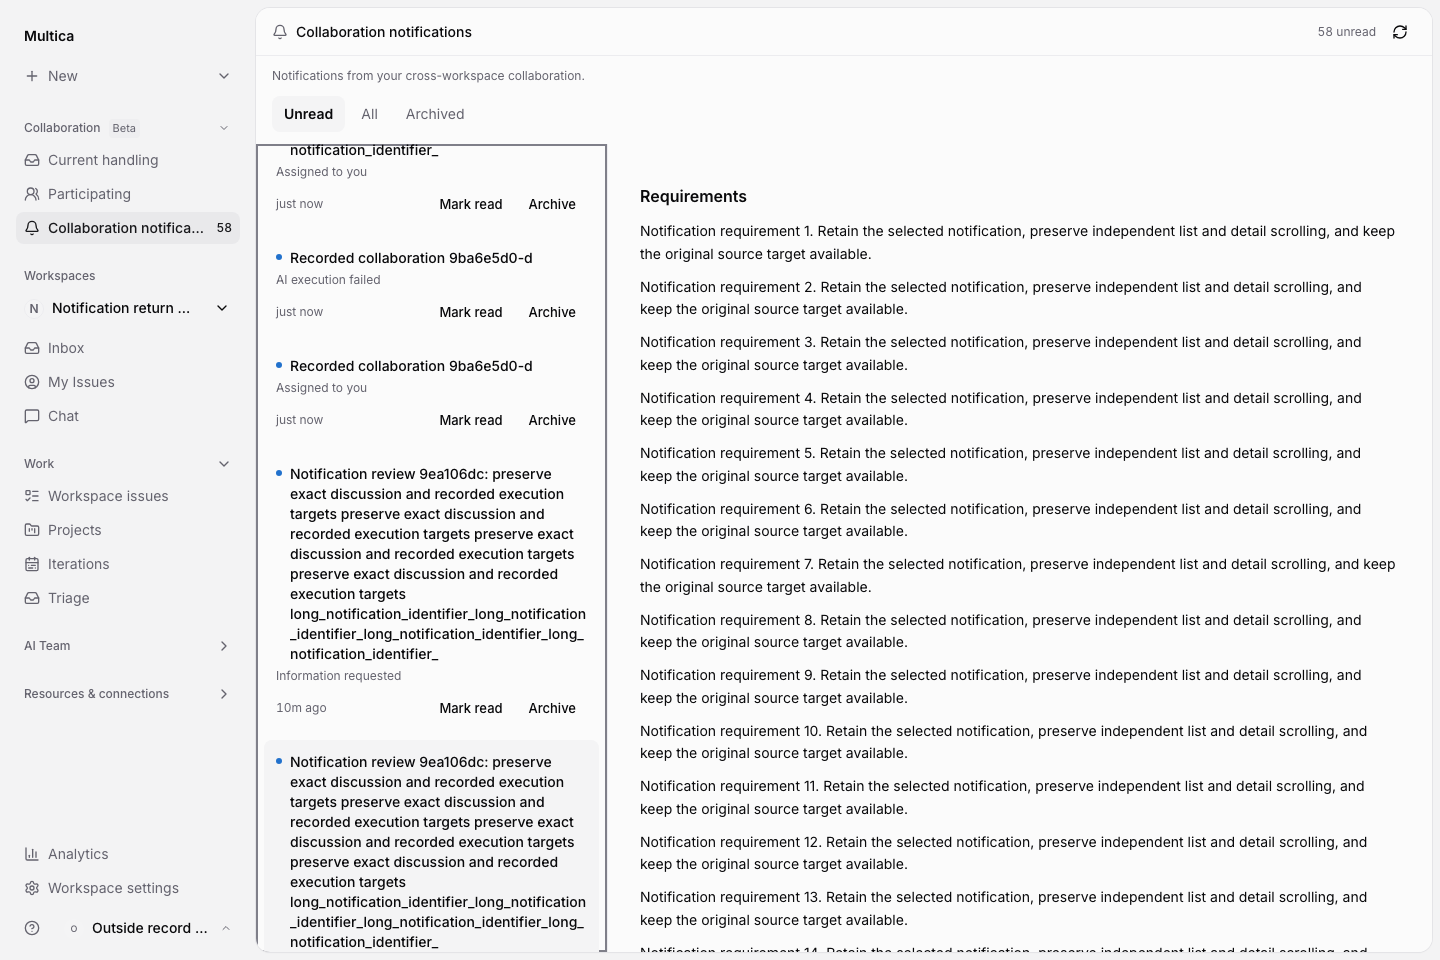 Multica
New
Collaboration Beta
Current handling
Participating
Collaboration notifica... 58
Workspaces
N Notification return ...
Inbox
My Issues
Chat
Work
Workspace issues
Projects
Iterations
Triage
AI Team
Resources & connections
Analytics
Workspace settings
o Outside record ...
Collaboration notifications
58 unread
Notifications from your cross-workspace collaboration.
Unread All Archived
notification_identifier_
Assigned to you
just now Mark read Archive
Recorded collaboration 9ba6e5d0-d
AI execution failed
just now Mark read Archive
Recorded collaboration 9ba6e5d0-d
Assigned to you
just now Mark read Archive
Notification review 9ea106dc: preserve
exact discussion and recorded execution
targets preserve exact discussion and
recorded execution targets preserve exact
discussion and recorded execution targets
preserve exact discussion and recorded
execution targets
long_notification_identifier_long_notification
_identifier_long_notification_identifier_long_
notification_identifier_
Information requested
10m ago Mark read Archive
Notification review 9ea106dc: preserve
exact discussion and recorded execution
targets preserve exact discussion and
recorded execution targets preserve exact
discussion and recorded execution targets
preserve exact discussion and recorded
execution targets
long_notification_identifier_long_notification
_identifier_long_notification_identifier_long_
notification_identifier_
Requirements
Notification requirement 1. Retain the selected notification, preserve independent list and detail scrolling, and keep
the original source target available.
Notification requirement 2. Retain the selected notification, preserve independent list and detail scrolling, and
keep the original source target available.
Notification requirement 3. Retain the selected notification, preserve independent list and detail scrolling, and
keep the original source target available.
Notification requirement 4. Retain the selected notification, preserve independent list and detail scrolling, and
keep the original source target available.
Notification requirement 5. Retain the selected notification, preserve independent list and detail scrolling, and
keep the original source target available.
Notification requirement 6. Retain the selected notification, preserve independent list and detail scrolling, and
keep the original source target available.
Notification requirement 7. Retain the selected notification, preserve independent list and detail scrolling, and keep
the original source target available.
Notification requirement 8. Retain the selected notification, preserve independent list and detail scrolling, and
keep the original source target available.
Notification requirement 9. Retain the selected notification, preserve independent list and detail scrolling, and
keep the original source target available.
Notification requirement 10. Retain the selected notification, preserve independent list and detail scrolling, and
keep the original source target available.
Notification requirement 11. Retain the selected notification, preserve independent list and detail scrolling, and
keep the original source target available.
Notification requirement 12. Retain the selected notification, preserve independent list and detail scrolling, and
keep the original source target available.
Notification requirement 13. Retain the selected notification, preserve independent list and detail scrolling, and
keep the original source target available.
Notification requirement 14. Retain the selected notification, preserve independent list and detail scrolling, and